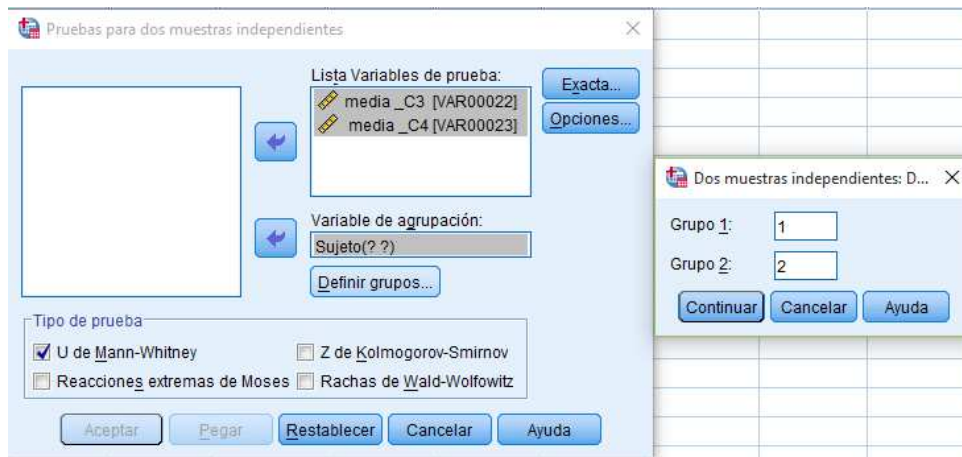 Pruebas para dos muestras independientes
Lista Variables de prueba:
media _C3 [VAR00022]
media _C4 [VAR00023]
Exacta...
Opciones...
Variable de agrupación:
Sujeto(? ?)
Definir grupos...
Tipo de prueba
U de Mann-Whitney
Z de Kolmogorov-Smirnov
Reacciones extremas de Moses
Rachas de Wald-Wolfowitz
Aceptar
Pegar
Restablecer
Cancelar
Ayuda
Dos muestras independientes: D...
Grupo 1:
1
Grupo 2:
2
Continuar
Cancelar
Ayuda